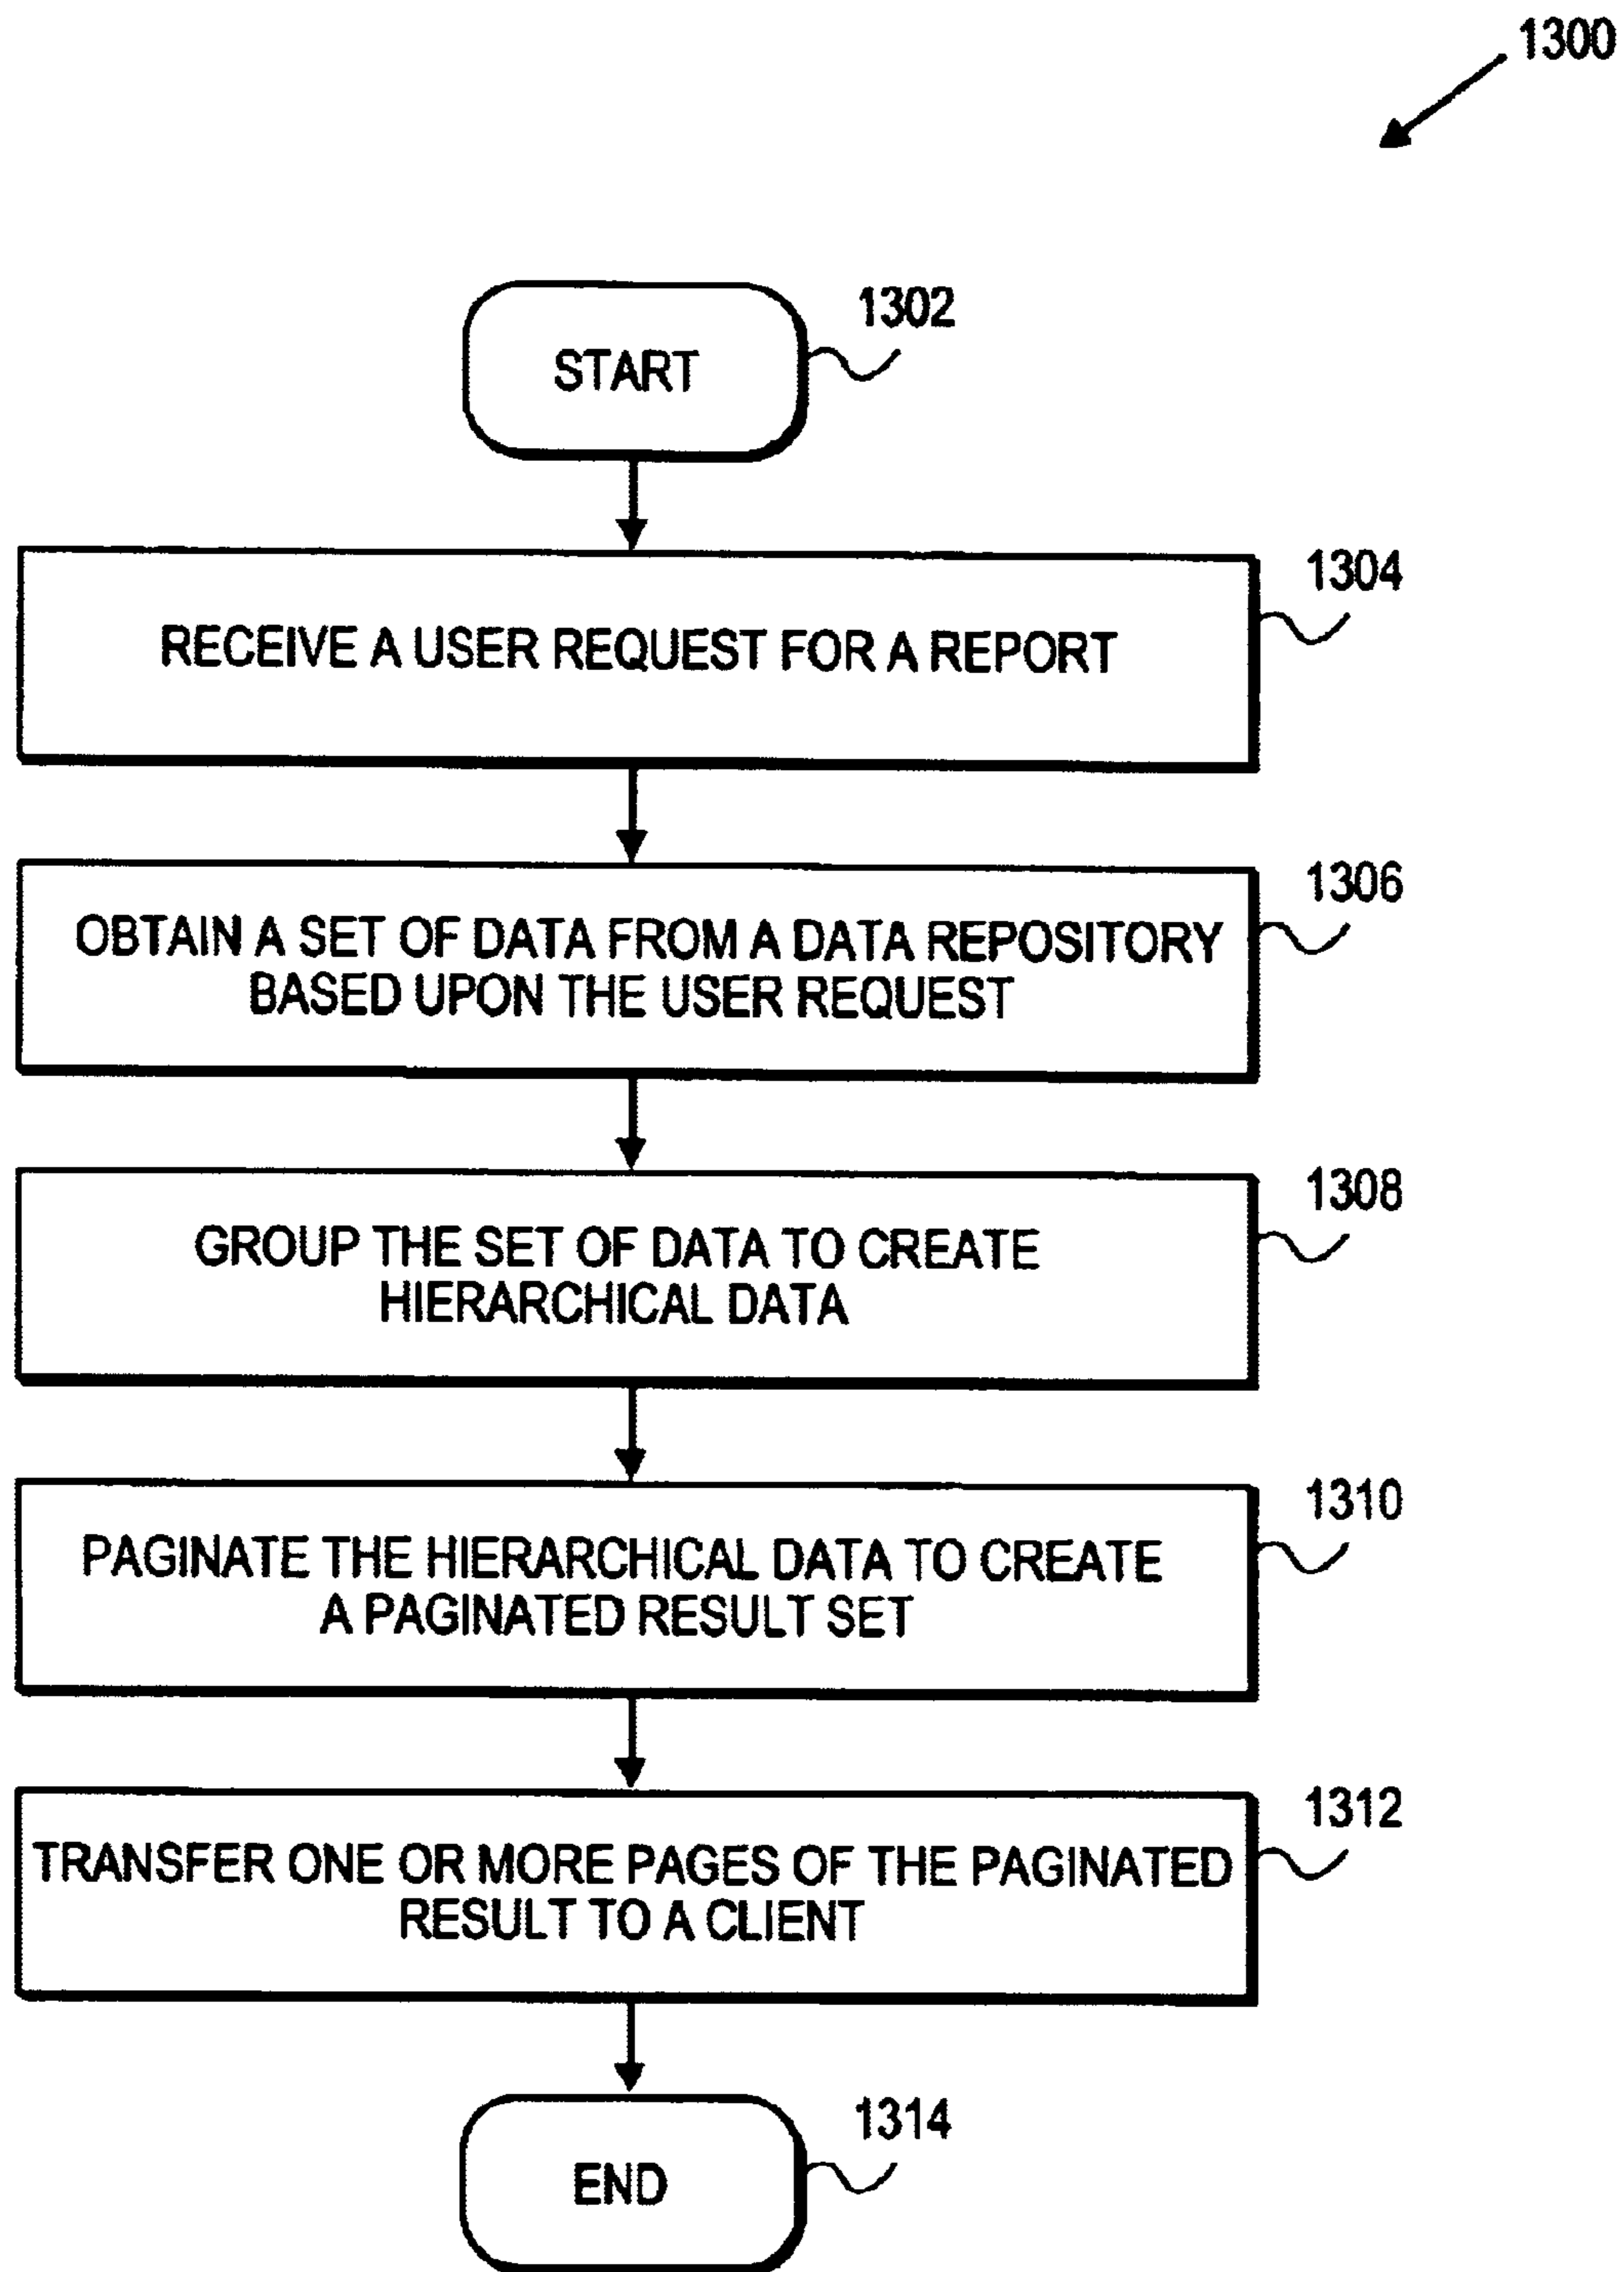 1300
START
1302
RECEIVE A USER REQUEST FOR A REPORT
1304
OBTAIN A SET OF DATA FROM A DATA REPOSITORY
BASED UPON THE USER REQUEST
1306
GROUP THE SET OF DATA TO CREATE
HIERARCHICAL DATA
1308
PAGINATE THE HIERARCHICAL DATA TO CREATE
A PAGINATED RESULT SET
1310
TRANSFER ONE OR MORE PAGES OF THE PAGINATED
RESULT TO A CLIENT
1312
END
1314